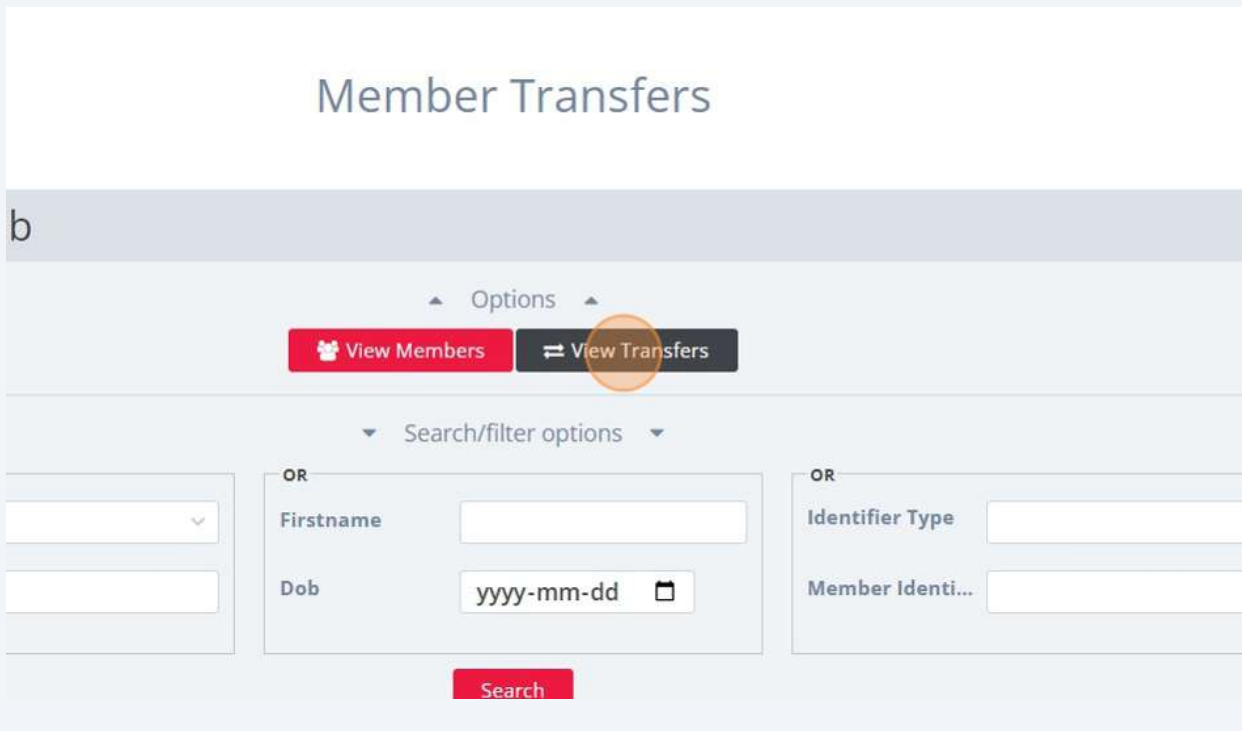 Member Transfers
b
Options
View Members View Transfers
Search/filter options
OR OR
Firstname Identifier Type
Dob yyyy-mm-dd Member Identi...
Search